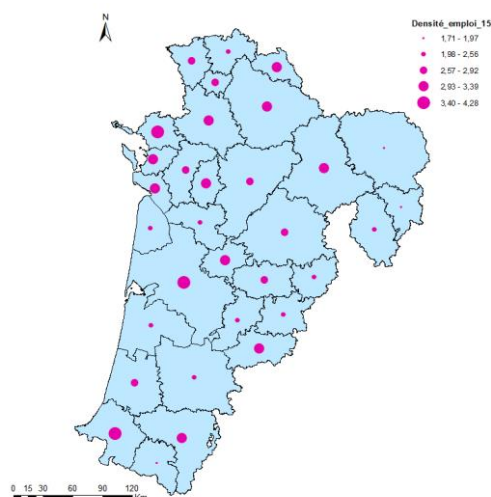 N
Densité_emploi_15
1,71 - 1,97
1,98 - 2,56
2,57 - 2,92
2,93 - 3,39
3,40 - 4,28
0 15 30 60 90 120